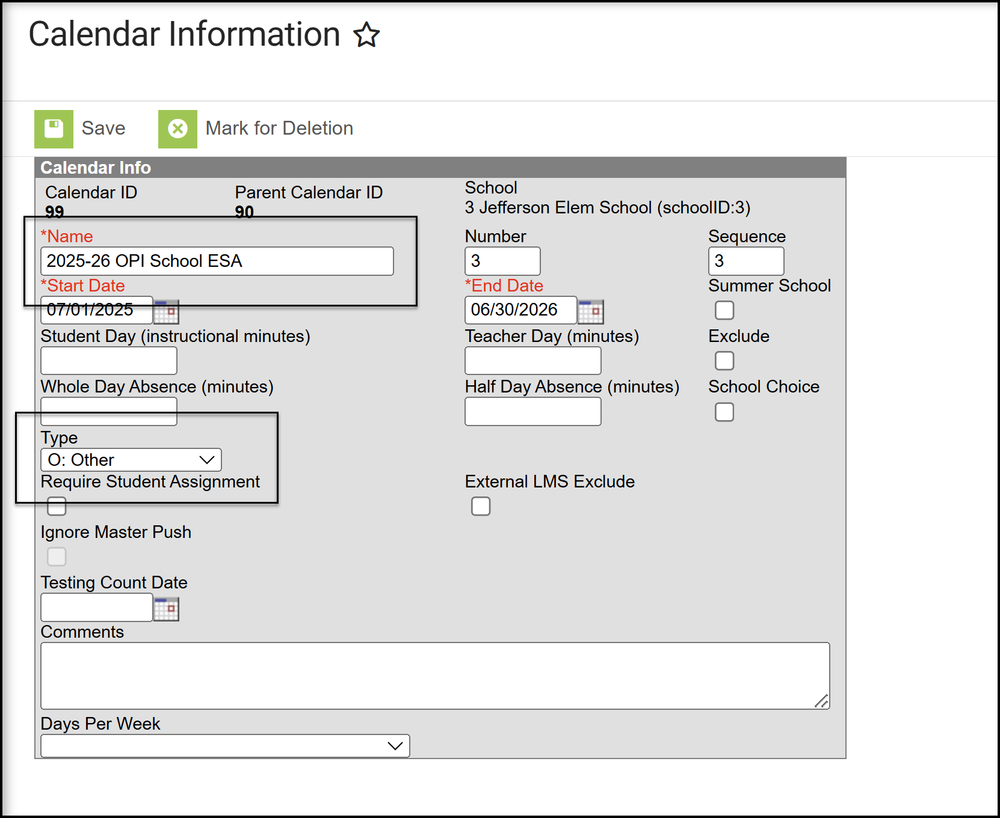 Calendar Information
Save Mark for Deletion
Calendar Info
Calendar ID Parent Calendar ID School
99 90 3 Jefferson Elem School (schoolID:3)
*Name Number Sequence
2025-26 OPI School ESA 3 3
*Start Date *End Date Summer School
07/01/2025 06/30/2026
Student Day (instructional minutes) Teacher Day (minutes) Exclude
Whole Day Absence (minutes) Half Day Absence (minutes) School Choice
Type
O: Other
Require Student Assignment External LMS Exclude
Ignore Master Push
Testing Count Date
Comments
Days Per Week